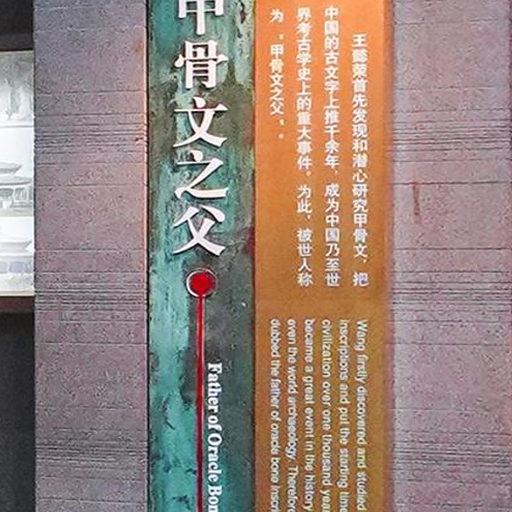 甲骨文之父
Father of Oracle Bon
王懿荣首先发现和潜心研究甲骨文，把
中国的古文字上推千余年，成为中国乃至世
界考古学史上的重大事件。为此，被世人称
为“甲骨文之父”。
Wang firstly discovered and studied
inscriptions and put the starting time
civilization over one thousand year
became a great event in the history
even the world archaeology. Therefor
dubbed the father of oracle bone inscri